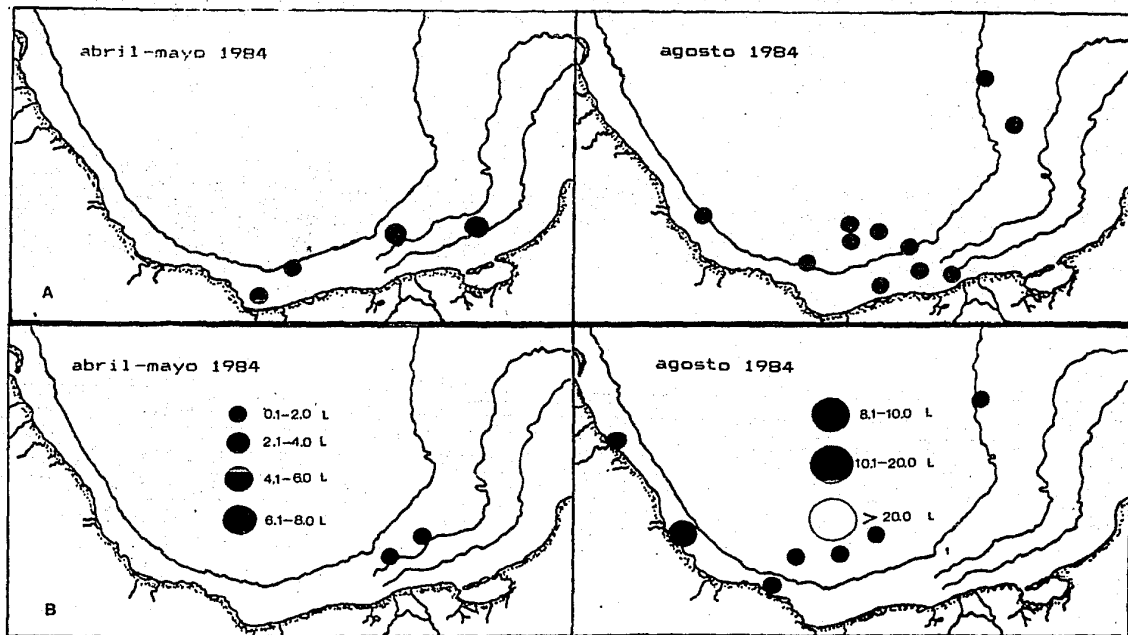 abril-mayo 1984
agosto 1984
A
abril-mayo 1984
0.1-2.0 L
2.1-4.0 L
4.1-6.0 L
6.1-8.0 L
B
agosto 1984
8.1-10.0 L
10.1-20.0 L
> 20.0 L